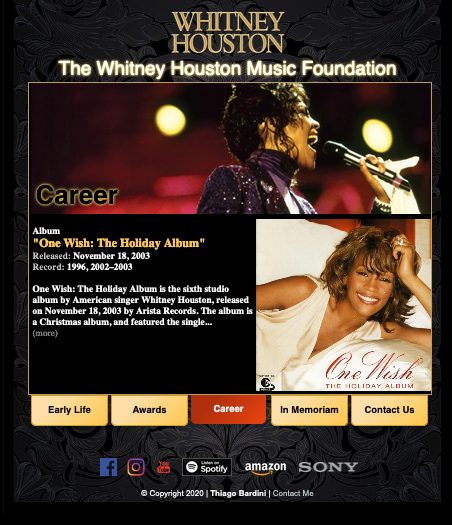 WHITNEY
HOUSTON
The Whitney Houston Music Foundation
Career
Album
"One Wish: The Holiday Album"
Released: November 18, 2003
Record: 1996, 2002–2003
One Wish: The Holiday Album is the sixth studio
album by American singer Whitney Houston, released
on November 18, 2003 by Arista Records. The album is
a Christmas album, and featured the single...
(more)
One Wish
THE HOLIDAY ALBUM
Early Life
Awards
Career
In Memoriam
Contact Us
Listen on
Spotify
amazon
SONY
© Copyright 2020 | Thiago Bardini | Contact Me